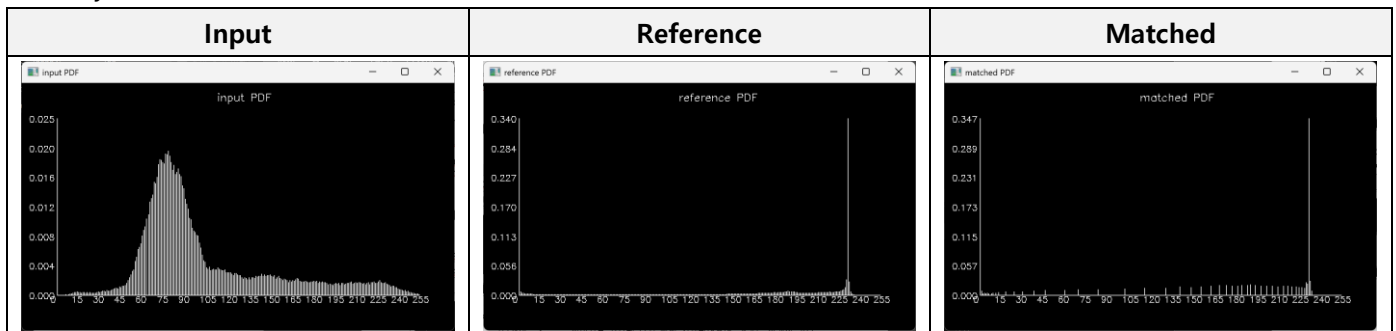 Input Reference Matched
input PDF reference PDF matched PDF
input PDF reference PDF matched PDF
0.025 0.340 0.347
0.020 0.284 0.289
0.016 0.227 0.231
0.012 0.170 0.173
0.008 0.113 0.115
0.004 0.056 0.057
0.000 15 30 45 60 75 90 105 120 135 150 165 180 195 210 225 240 255 0.000 15 30 45 60 75 90 105 120 135 150 165 180 195 210 225 240 255 0.000 15 30 45 60 75 90 105 120 135 150 165 180 195 210 225 240 255